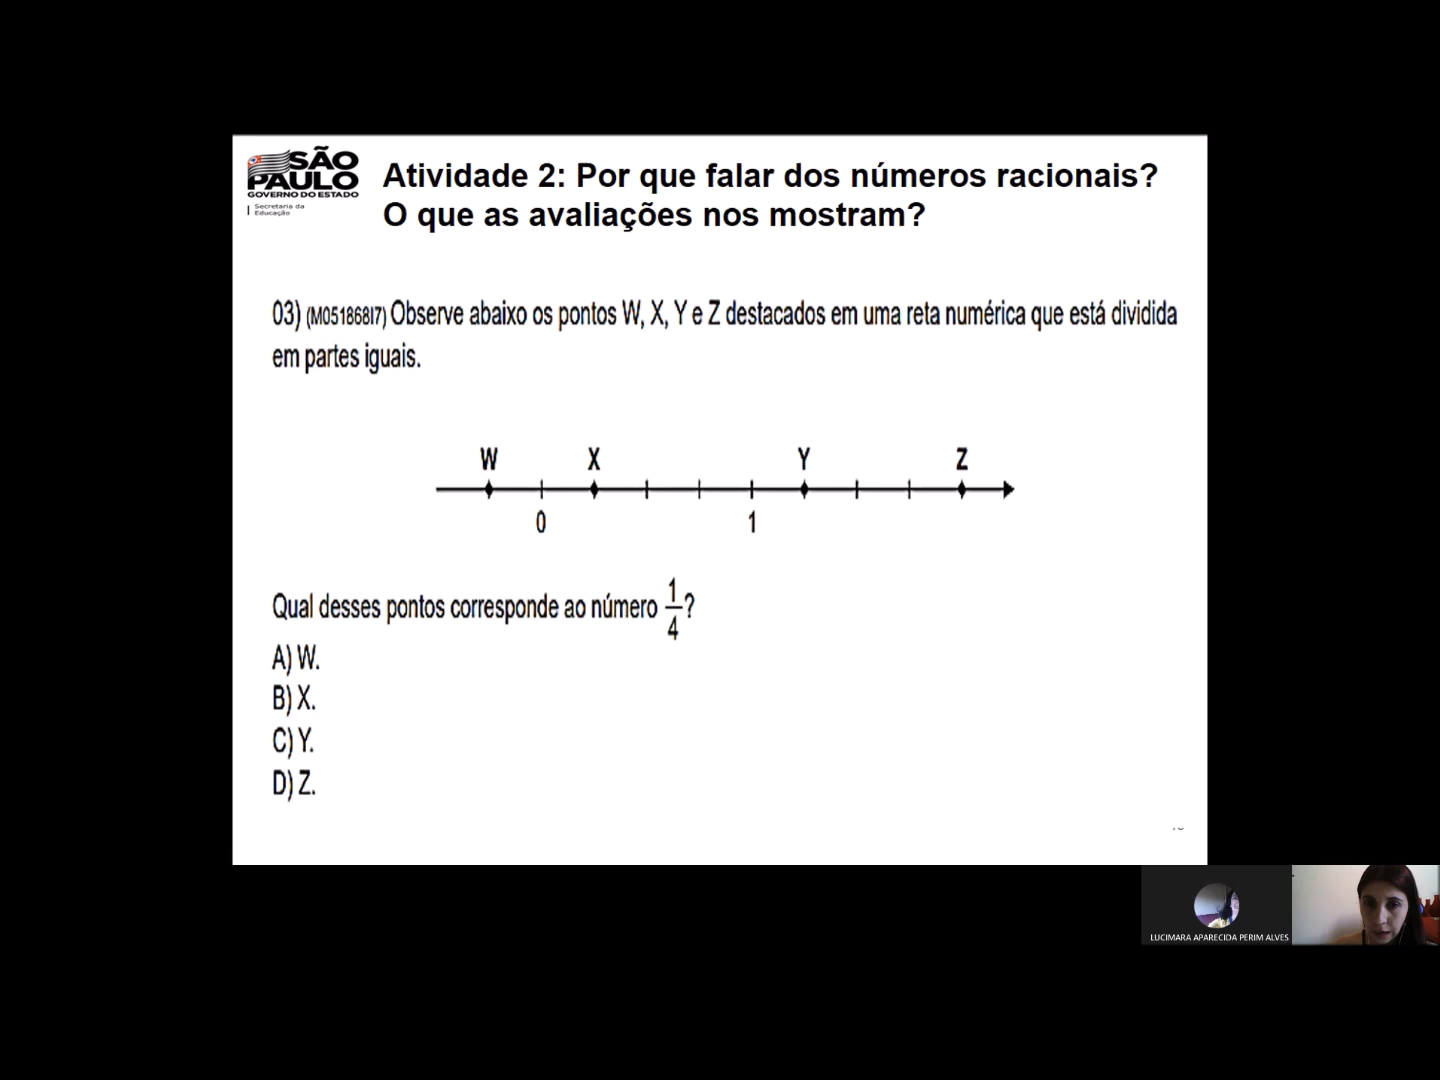 SÃO
PAULO
GOVERNO DO ESTADO
Secretaria da
Educação
Atividade 2: Por que falar dos números racionais?
O que as avaliações nos mostram?
03) (M051868I7) Observe abaixo os pontos W, X, Y e Z destacados em uma reta numérica que está dividida
em partes iguais.
W X Y Z
0 1
Qual desses pontos corresponde ao número 1/4?
A) W.
B) X.
C) Y.
D) Z.
LUCIMARA APARECIDA PERIM ALVES